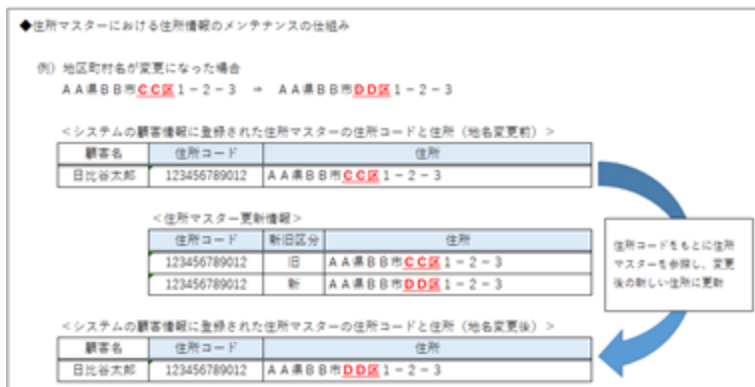 ◆住所マスターにおける住所情報のメンテナンスの仕組み
例）地区町村名が変更になった場合
ＡＡ県ＢＢ市ＣＣ区１－２－３　⇒　ＡＡ県ＢＢ市ＤＤ区１－２－３
＜システムの顧客情報に登録された住所マスターの住所コードと住所（地名変更前）＞
顧客名　住所コード　住所
日比谷太郎　123456789012　ＡＡ県ＢＢ市ＣＣ区１－２－３
＜住所マスター更新情報＞
住所コード　新旧区分　住所
123456789012　旧　ＡＡ県ＢＢ市ＣＣ区１－２－３
123456789012　新　ＡＡ県ＢＢ市ＤＤ区１－２－３
住所コードをもとに住所
マスターを参照し、変更
後の新しい住所に更新
＜システムの顧客情報に登録された住所マスターの住所コードと住所（地名変更後）＞
顧客名　住所コード　住所
日比谷太郎　123456789012　ＡＡ県ＢＢ市ＤＤ区１－２－３